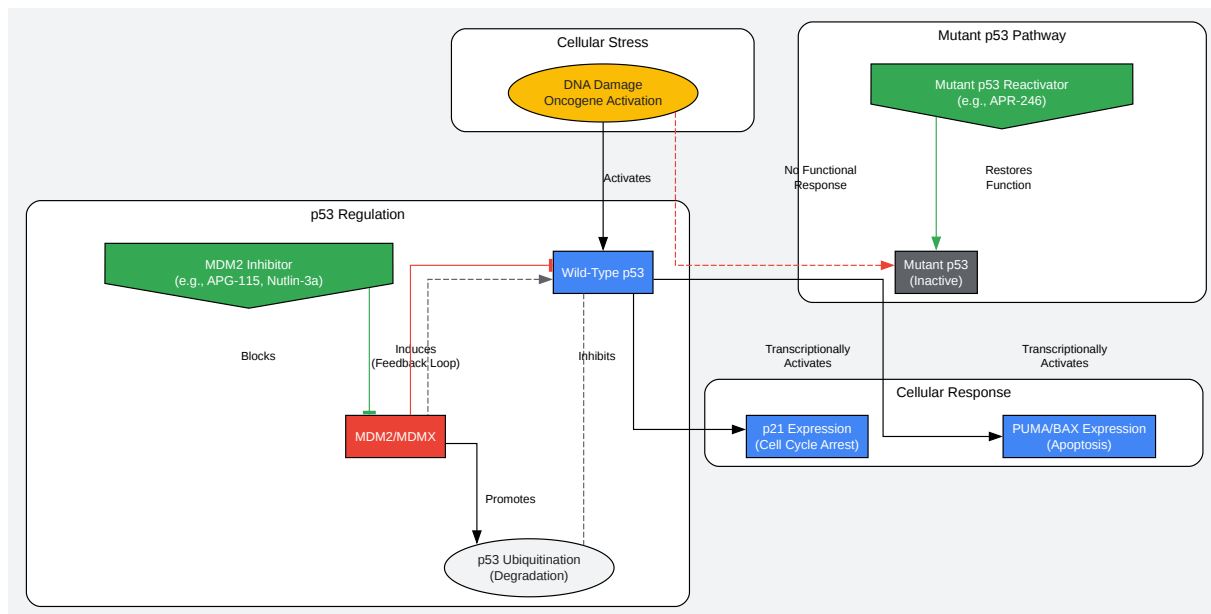 Cellular Stress
DNA Damage
Oncogene Activation
Mutant p53 Pathway
Mutant p53 Reactivator
(e.g., APR-246)
Activates
No Functional
Response
Restores
Function
p53 Regulation
MDM2 Inhibitor
(e.g., APG-115, Nutlin-3a)
Wild-Type p53
Mutant p53
(Inactive)
Blocks
Induces
(Feedback Loop)
Inhibits
Transcriptionally
Activates
Transcriptionally
Activates
Cellular Response
MDM2/MDMX
p21 Expression
(Cell Cycle Arrest)
PUMA/BAX Expression
(Apoptosis)
Promotes
p53 Ubiquitination
(Degradation)